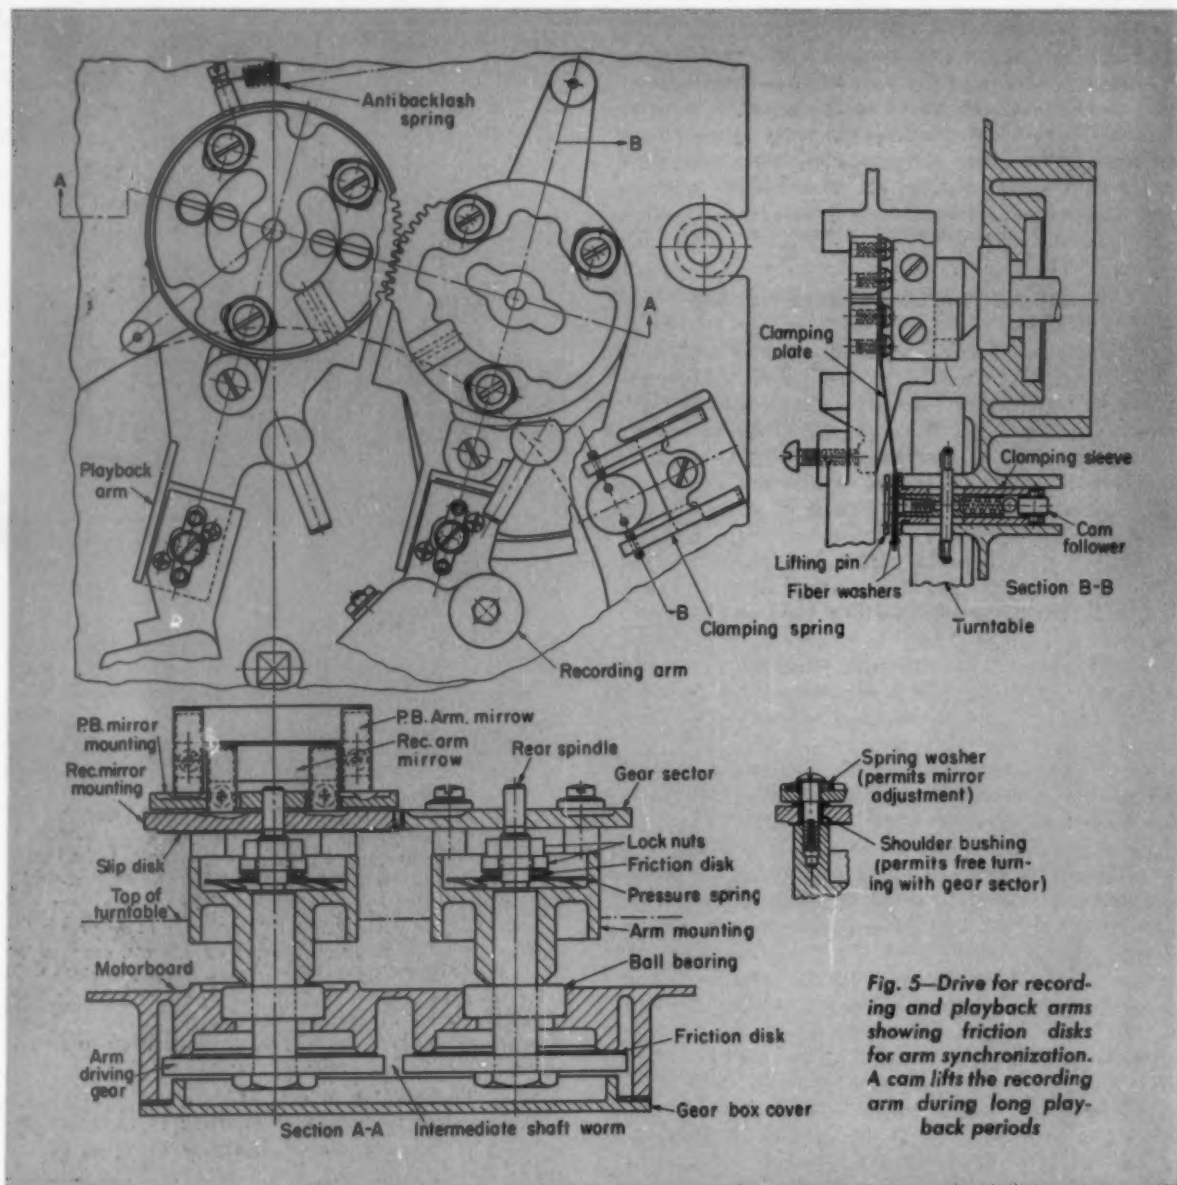 Antibacklash
spring
B
A
A
Playback
arm
B
Clamping spring
Recording arm
Clamping
plate
Clamping sleeve
Cam
follower
Lifting pin
Fiber washers
Section B-B
Turntable
P.B. mirror
mounting
Rec. mirror
mounting
P.B. Arm. mirrow
Rec. arm
mirrow
Rear spindle
Gear sector
Slip disk
Lock nuts
Friction disk
Pressure spring
Top of
turntable
Arm mounting
Motorboard
Ball bearing
Arm
driving
gear
Friction disk
Gear box cover
Section A-A
Intermediate shaft worm
Spring washer
(permits mirror
adjustment)
Shoulder bushing
(permits free turn-
ing with gear sector)
Fig. 5—Drive for record-
ing and playback arms
showing friction disks
for arm synchronization.
A cam lifts the recording
arm during long play-
back periods